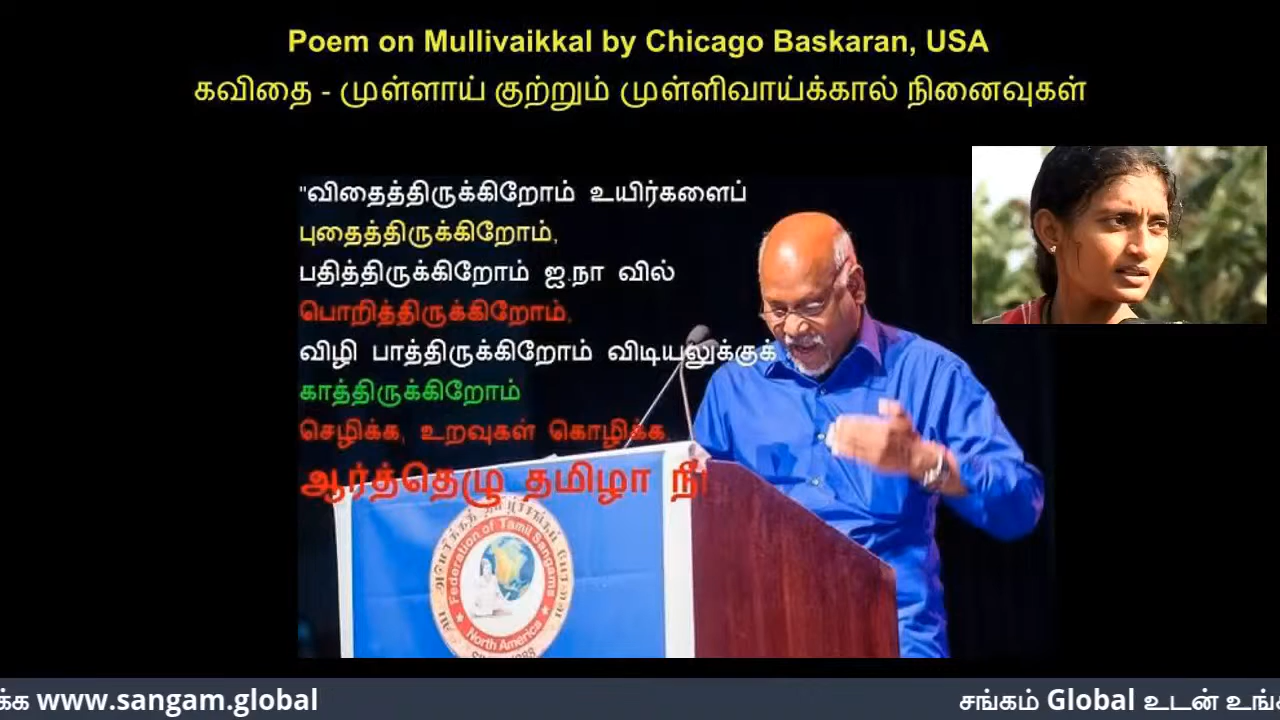 Poem on Mullivaikkal by Chicago Baskaran, USA
கவிதை - முள்ளாய் குற்றும் முள்ளிவாய்க்கால் நினைவுகள்
"விதைத்திருக்கிறோம் உயிர்களைப்
புதைத்திருக்கிறோம்,
பதித்திருக்கிறோம் ஐ.நா வில்
பொறித்திருக்கிறோம்,
விழி பாத்திருக்கிறோம் விடியலுக்குக்
காத்திருக்கிறோம்
செழிக்க, உறவுகள் கொழிக்க
ஆர்த்தெழு தமிழா நீ
Federation of Tamil Sangams
North America
க்க www.sangam.global
சங்கம் Global உடன் உங்க